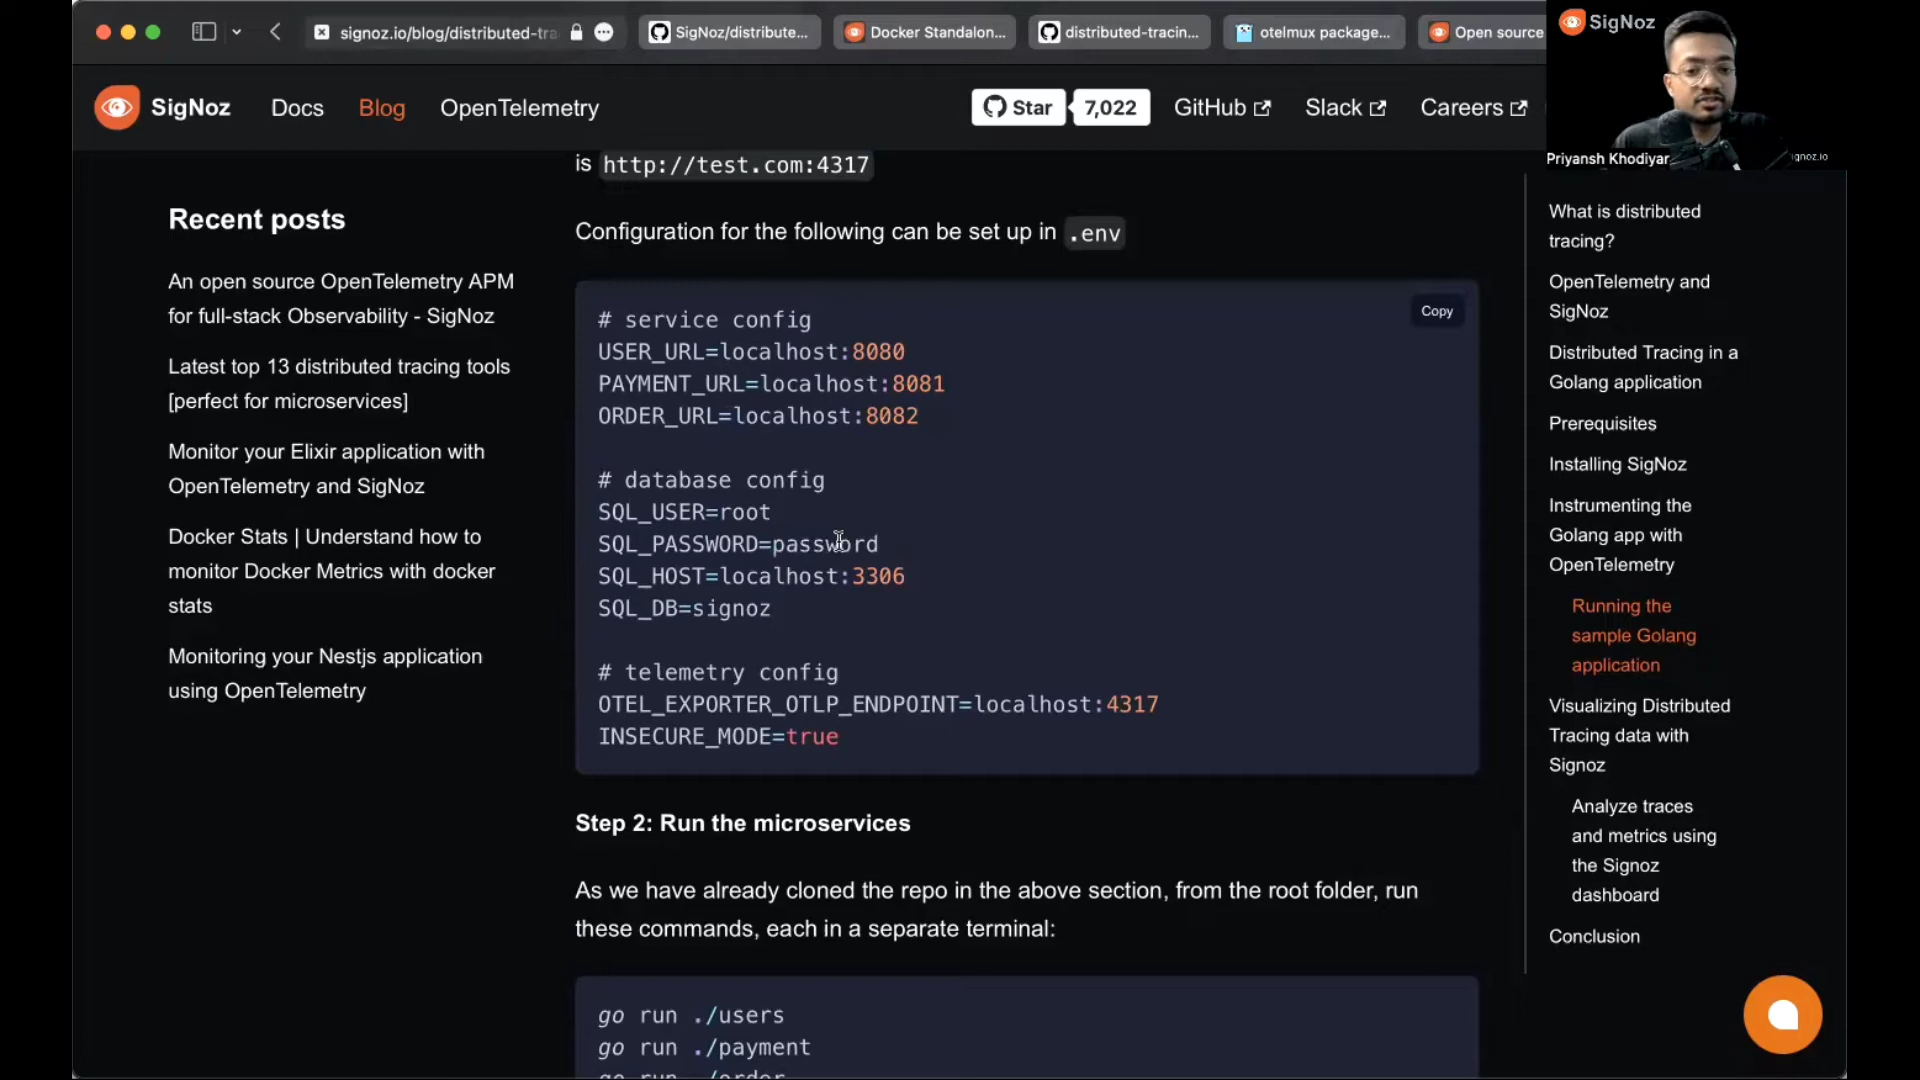 signoz.io/blog/distributed-tra
SigNoz/distribute...
Docker Standalon...
distributed-tracin...
otelmux package...
Open source
SigNoz
Priyansh Khodiyar
ignoz.io
SigNoz
Docs
Blog
OpenTelemetry
Star
7,022
GitHub
Slack
Careers
Recent posts
An open source OpenTelemetry APM
for full-stack Observability - SigNoz
Latest top 13 distributed tracing tools
[perfect for microservices]
Monitor your Elixir application with
OpenTelemetry and SigNoz
Docker Stats | Understand how to
monitor Docker Metrics with docker
stats
Monitoring your Nestjs application
using OpenTelemetry
is http://test.com:4317
Configuration for the following can be set up in .env
Copy
# service config
USER_URL=localhost:8080
PAYMENT_URL=localhost:8081
ORDER_URL=localhost:8082
# database config
SQL_USER=root
SQL_PASSWORD=password
SQL_HOST=localhost:3306
SQL_DB=signoz
# telemetry config
OTEL_EXPORTER_OTLP_ENDPOINT=localhost:4317
INSECURE_MODE=true
Step 2: Run the microservices
As we have already cloned the repo in the above section, from the root folder, run
these commands, each in a separate terminal:
go run ./users
go run ./payment
go run ./order
What is distributed
tracing?
OpenTelemetry and
SigNoz
Distributed Tracing in a
Golang application
Prerequisites
Installing SigNoz
Instrumenting the
Golang app with
OpenTelemetry
Running the
sample Golang
application
Visualizing Distributed
Tracing data with
Signoz
Analyze traces
and metrics using
the Signoz
dashboard
Conclusion